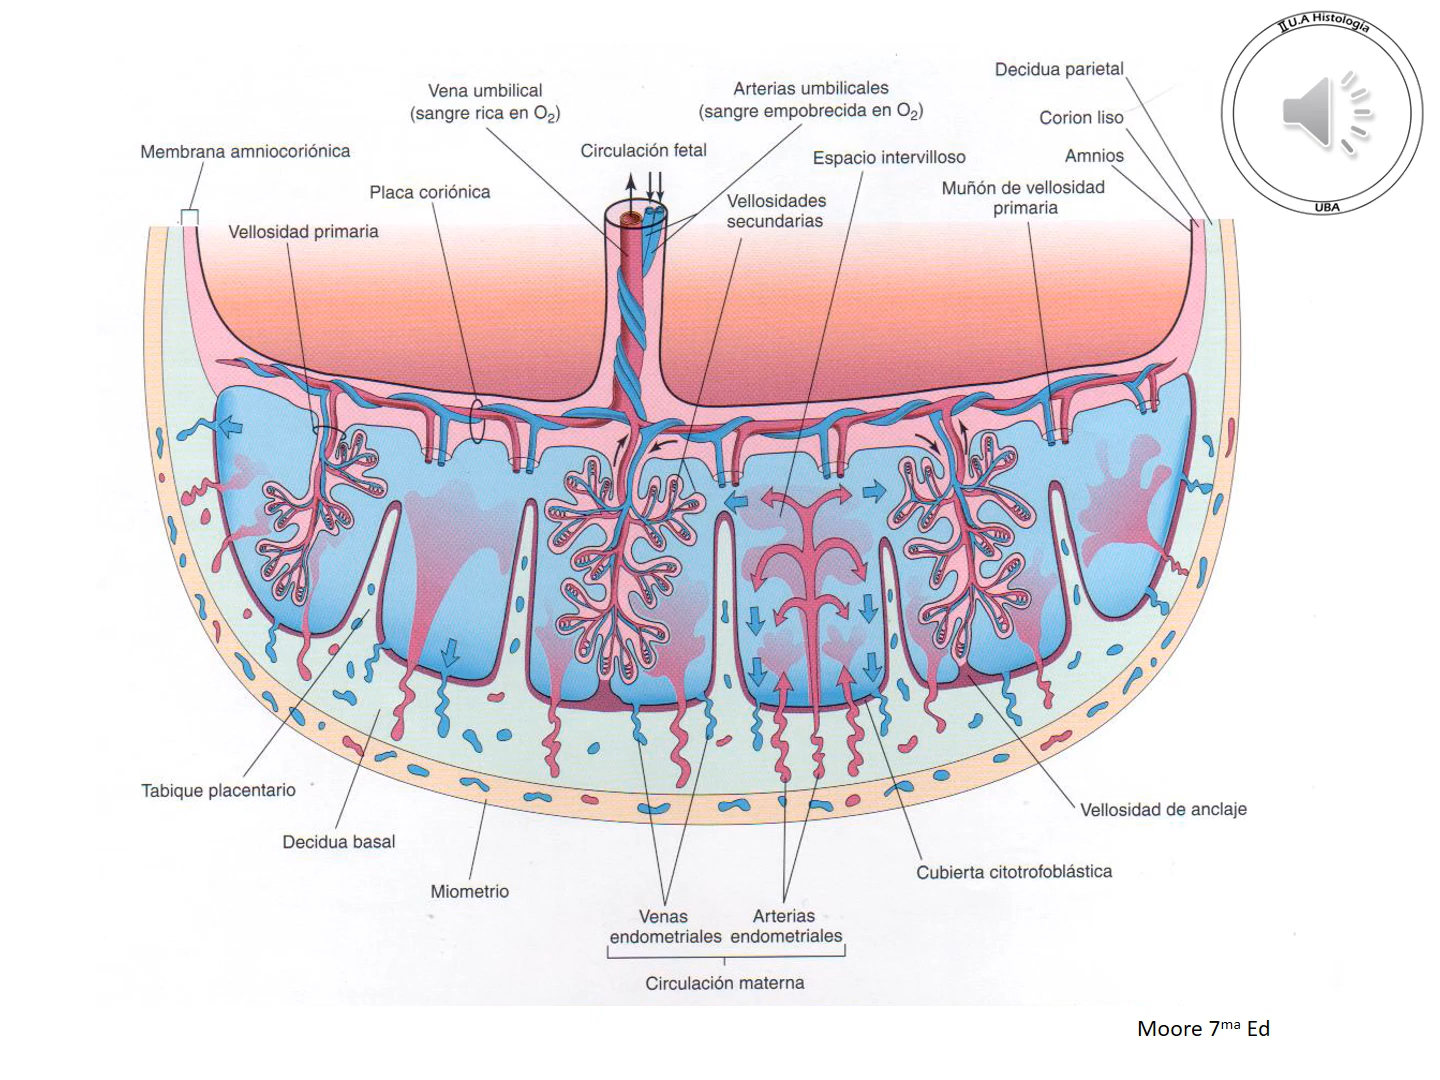 II U.A Histología
UBA
Decidua parietal
Corion liso
Amnios
Vena umbilical
(sangre rica en O₂)
Arterias umbilicales
(sangre empobrecida en O₂)
Membrana amniocoriónica
Circulación fetal
Espacio intervilloso
Placa coriónica
Vellosidades
secundarias
Muñón de vellosidad
primaria
Vellosidad primaria
Tabique placentario
Decidua basal
Miometrio
Vellosidad de anclaje
Cubierta citotrofoblástica
Venas
endometriales
Arterias
endometriales
Circulación materna
Moore 7ᵐᵃ Ed